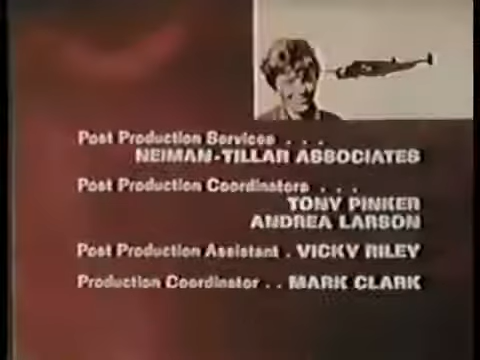 Post Production Services . . .
NEIMAN-TILLAR ASSOCIATES
Post Production Coordinators . . .
TONY PINKER
ANDREA LARSON
Post Production Assistant . VICKY RILEY
Production Coordinator . . MARK CLARK